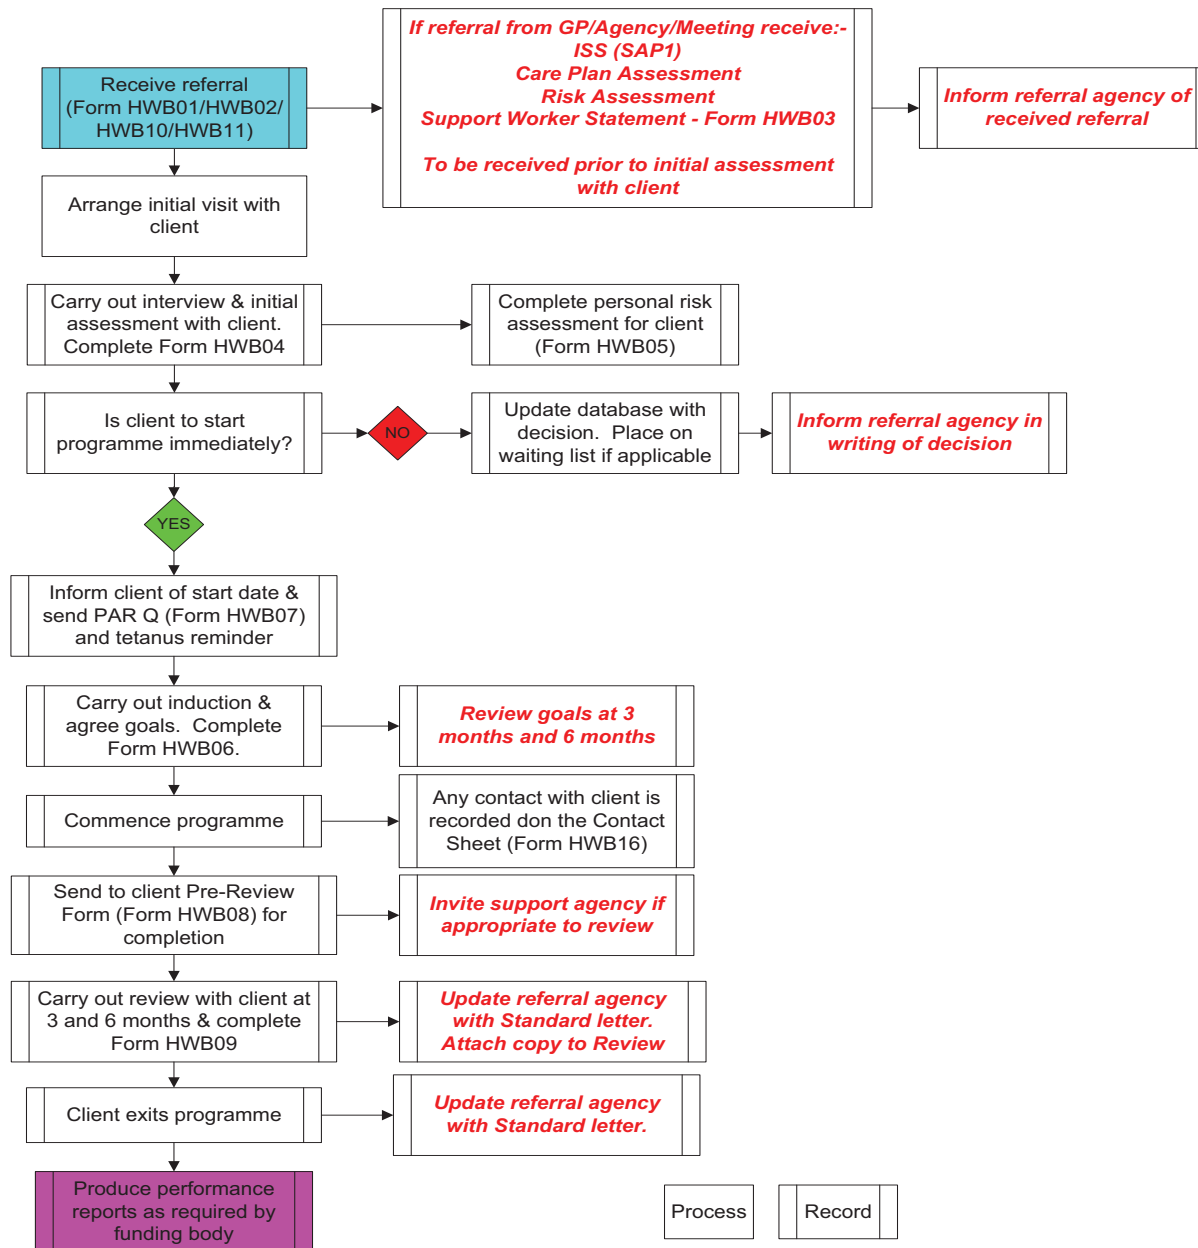 Receive referral
(Form HWB01/HWB02/
HWB10/HWB11)
If referral from GP/Agency/Meeting receive:-
ISS (SAP1)
Care Plan Assessment
Risk Assessment
Support Worker Statement - Form HWB03
To be received prior to initial assessment
with client
Inform referral agency of
received referral
Arrange initial visit with
client
Carry out interview & initial
assessment with client.
Complete Form HWB04
Complete personal risk
assessment for client
(Form HWB05)
Is client to start
programme immediately?
NO
Update database with
decision.  Place on
waiting list if applicable
Inform referral agency in
writing of decision
YES
Inform client of start date &
send PAR Q (Form HWB07)
and tetanus reminder
Carry out induction &
agree goals.  Complete
Form HWB06.
Review goals at 3
months and 6 months
Commence programme
Any contact with client is
recorded don the Contact
Sheet (Form HWB16)
Send to client Pre-Review
Form (Form HWB08) for
completion
Invite support agency if
appropriate to review
Carry out review with client at
3 and 6 months & complete
Form HWB09
Update referral agency
with Standard letter.
Attach copy to Review
Client exits programme
Update referral agency
with Standard letter.
Produce performance
reports as required by
funding body
Process
Record